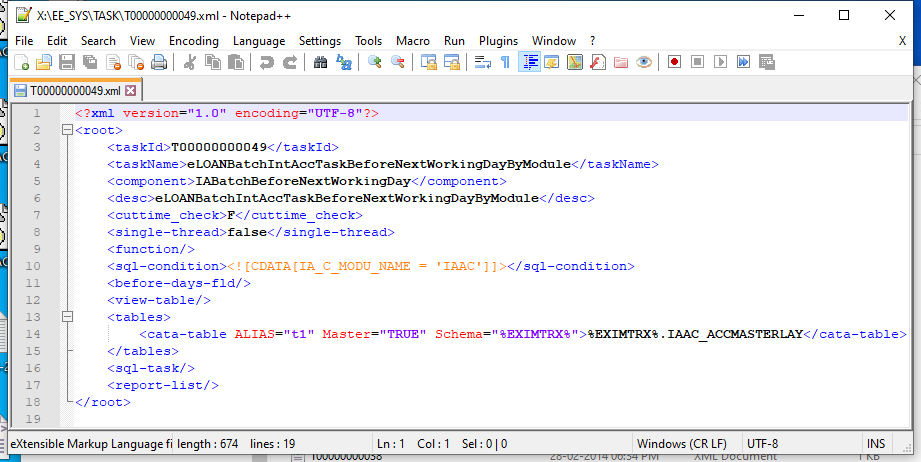 X:\EE_SYS\TASK\T00000000049.xml - Notepad++
File Edit Search View Encoding Language Settings Tools Macro Run Plugins Window ? X
T00000000049.xml
1 <?xml version="1.0" encoding="UTF-8"?>
2 <root>
3 <taskId>T00000000049</taskId>
4 <taskName>eLOANBatchIntAccTaskBeforeNextWorkingDayByModule</taskName>
5 <component>IABatchBeforeNextWorkingDay</component>
6 <desc>eLOANBatchIntAccTaskBeforeNextWorkingDayByModule</desc>
7 <cuttime_check>F</cuttime_check>
8 <single-thread>false</single-thread>
9 <function/>
10 <sql-condition><![CDATA[IA_C_MODU_NAME = 'IAAC']]></sql-condition>
11 <before-days-fld/>
12 <view-table/>
13 <tables>
14 <cata-table ALIAS="t1" Master="TRUE" Schema="%EXIMTRX%">%EXIMTRX%.IAAC_ACCMASTERLAY</cata-table>
15 </tables>
16 <sql-task/>
17 <report-list/>
18 </root>
19
eXtensible Markup Language fi length : 674 lines : 19 Ln : 1 Col : 1 Sel : 0 | 0 Windows (CR LF) UTF-8 INS
T00000000038 28-02-2014 06:34 PM XML Document 1 KB